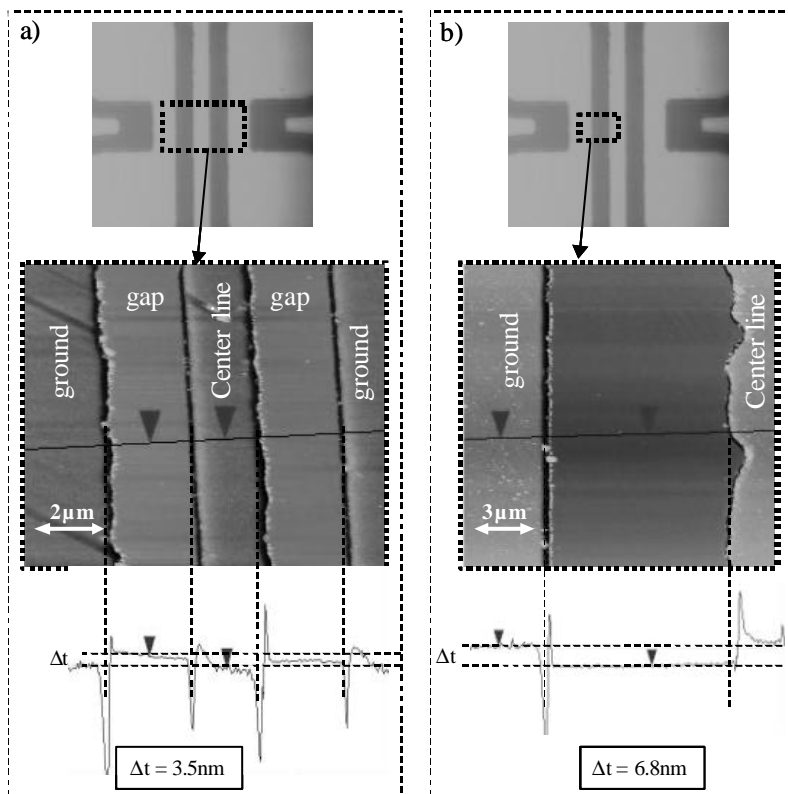 a)
ground
gap
Center line
gap
ground
2µm
Δt
Δt = 3.5nm
b)
ground
Center line
3µm
Δt
Δt = 6.8nm